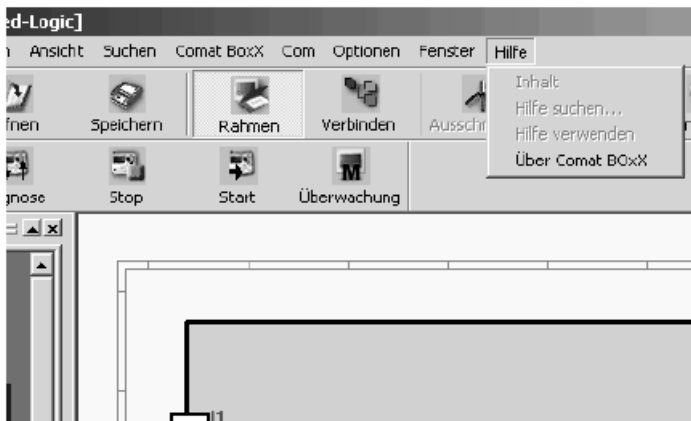 ed-Logic]
Ansicht Suchen Comat BoxX Com Optionen Fenster Hilfe
Inhalt
Hilfe suchen...
Hilfe verwenden
Über Comat BOxX
fnen Speichern Rahmen Verbinden Ausschn
gnose Stop Start Überwachung
I1